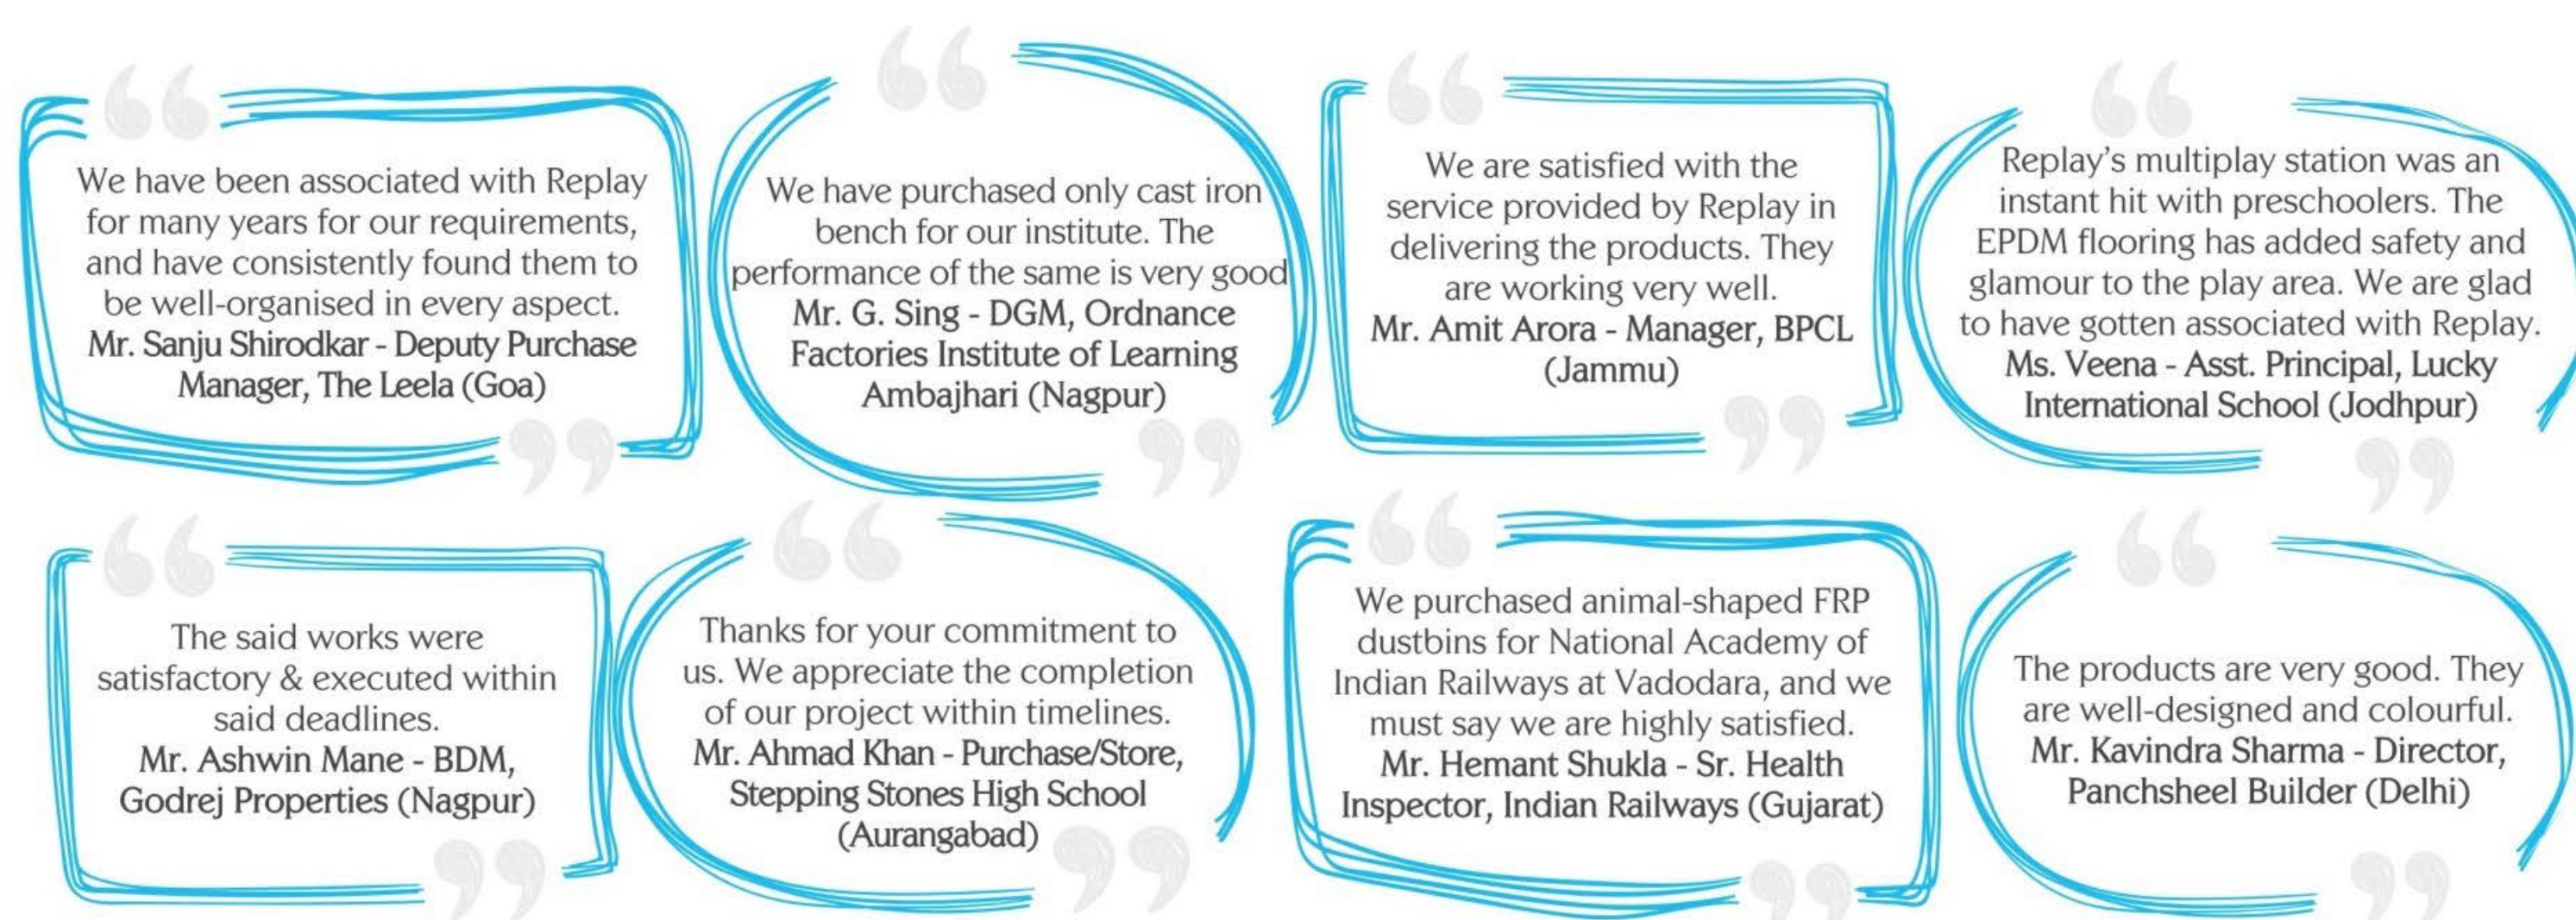 We have been associated with Replay
for many years for our requirements,
and have consistently found them to
be well-organised in every aspect.
Mr. Sanju Shirodkar - Deputy Purchase
Manager, The Leela (Goa)
We have purchased only cast iron
bench for our institute. The
performance of the same is very good
Mr. G. Sing - DGM, Ordnance
Factories Institute of Learning
Ambajhari (Nagpur)
We are satisfied with the
service provided by Replay in
delivering the products. They
are working very well.
Mr. Amit Arora - Manager, BPCL
(Jammu)
Replay's multiplay station was an
instant hit with preschoolers. The
EPDM flooring has added safety and
glamour to the play area. We are glad
to have gotten associated with Replay.
Ms. Veena - Asst. Principal, Lucky
International School (Jodhpur)
The said works were
satisfactory & executed within
said deadlines.
Mr. Ashwin Mane - BDM,
Godrej Properties (Nagpur)
Thanks for your commitment to
us. We appreciate the completion
of our project within timelines.
Mr. Ahmad Khan - Purchase/Store,
Stepping Stones High School
(Aurangabad)
We purchased animal-shaped FRP
dustbins for National Academy of
Indian Railways at Vadodara, and we
must say we are highly satisfied.
Mr. Hemant Shukla - Sr. Health
Inspector, Indian Railways (Gujarat)
The products are very good. They
are well-designed and colourful.
Mr. Kavindra Sharma - Director,
Panchsheel Builder (Delhi)